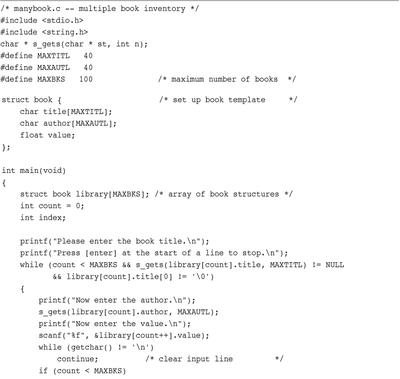 /* manybook.c -- multiple book inventory */
#include <stdio.h>
#include <string.h>
char * s_gets(char * st, int n);
#define MAXTITL   40
#define MAXAUTL   40
#define MAXBKS   100              /* maximum number of books  */
struct book {                     /* set up book template     */
    char title[MAXTITL];
    char author[MAXAUTL];
    float value;
};
int main(void)
{
    struct book library[MAXBKS]; /* array of book structures */
    int count = 0;
    int index;
    printf("Please enter the book title.\n");
    printf("Press [enter] at the start of a line to stop.\n");
    while (count < MAXBKS && s_gets(library[count].title, MAXTITL) != NULL
            && library[count].title[0] != '\0')
    {
        printf("Now enter the author.\n");
        s_gets(library[count].author, MAXAUTL);
        printf("Now enter the value.\n");
        scanf("%f", &library[count++].value);
        while (getchar() != '\n')
            continue;          /* clear input line         */
        if (count < MAXBKS)